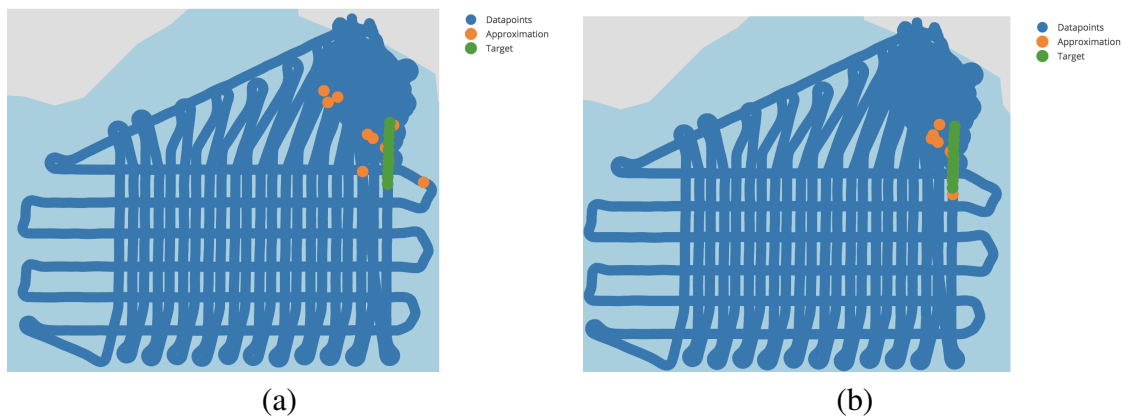 Datapoints
Approximation
Target
Datapoints
Approximation
Target
(a)
(b)